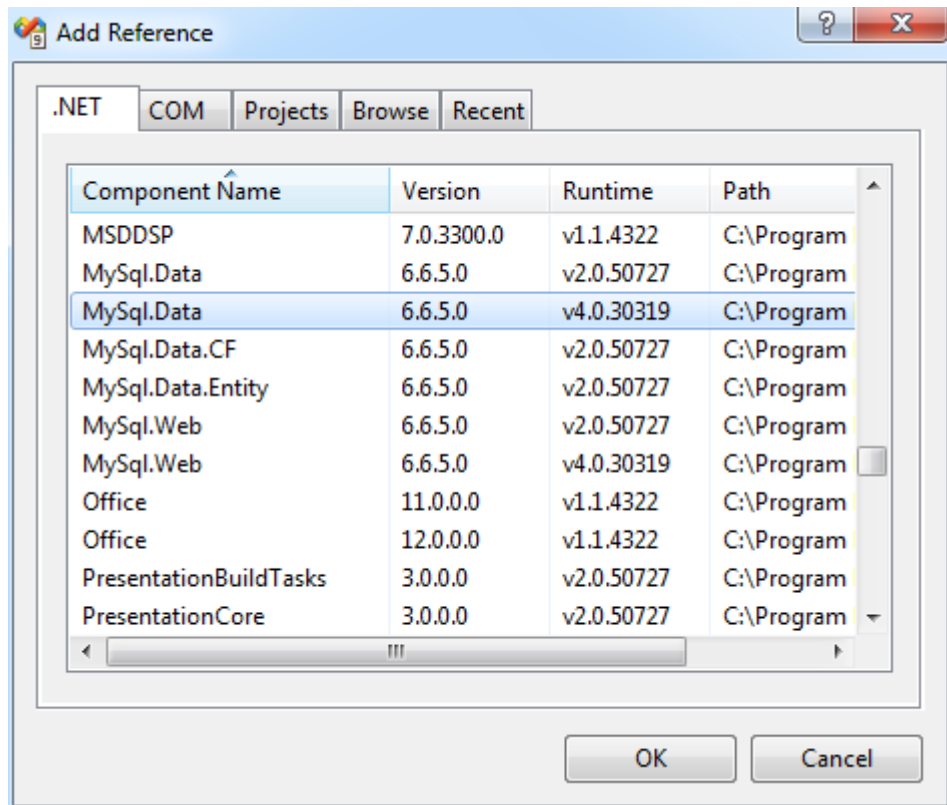 9 Add Reference
.NET COM Projects Browse Recent
Component Name Version Runtime Path
MSDDSP 7.0.3300.0 v1.1.4322 C:\Program
MySql.Data 6.6.5.0 v2.0.50727 C:\Program
MySql.Data 6.6.5.0 v4.0.30319 C:\Program
MySql.Data.CF 6.6.5.0 v2.0.50727 C:\Program
MySql.Data.Entity 6.6.5.0 v2.0.50727 C:\Program
MySql.Web 6.6.5.0 v2.0.50727 C:\Program
MySql.Web 6.6.5.0 v4.0.30319 C:\Program
Office 11.0.0.0 v1.1.4322 C:\Program
Office 12.0.0.0 v1.1.4322 C:\Program
PresentationBuildTasks 3.0.0.0 v2.0.50727 C:\Program
PresentationCore 3.0.0.0 v2.0.50727 C:\Program
OK Cancel